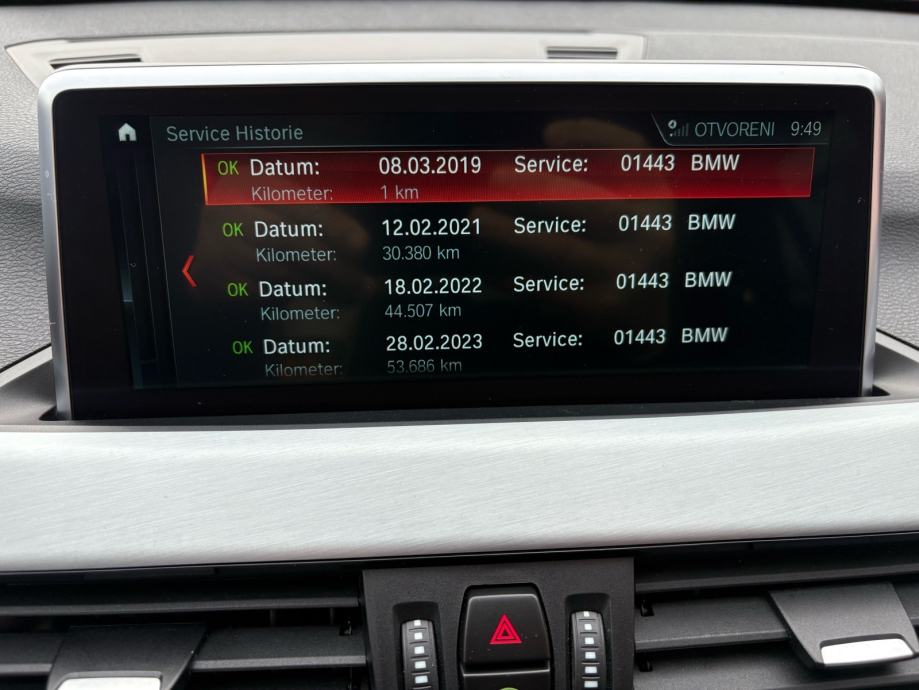 Service Historie OTVORENI 9:49
OK Datum: 08.03.2019 Service: 01443 BMW
Kilometer: 1 km
OK Datum: 12.02.2021 Service: 01443 BMW
Kilometer: 30.380 km
OK Datum: 18.02.2022 Service: 01443 BMW
Kilometer: 44.507 km
OK Datum: 28.02.2023 Service: 01443 BMW
Kilometer: 53.686 km